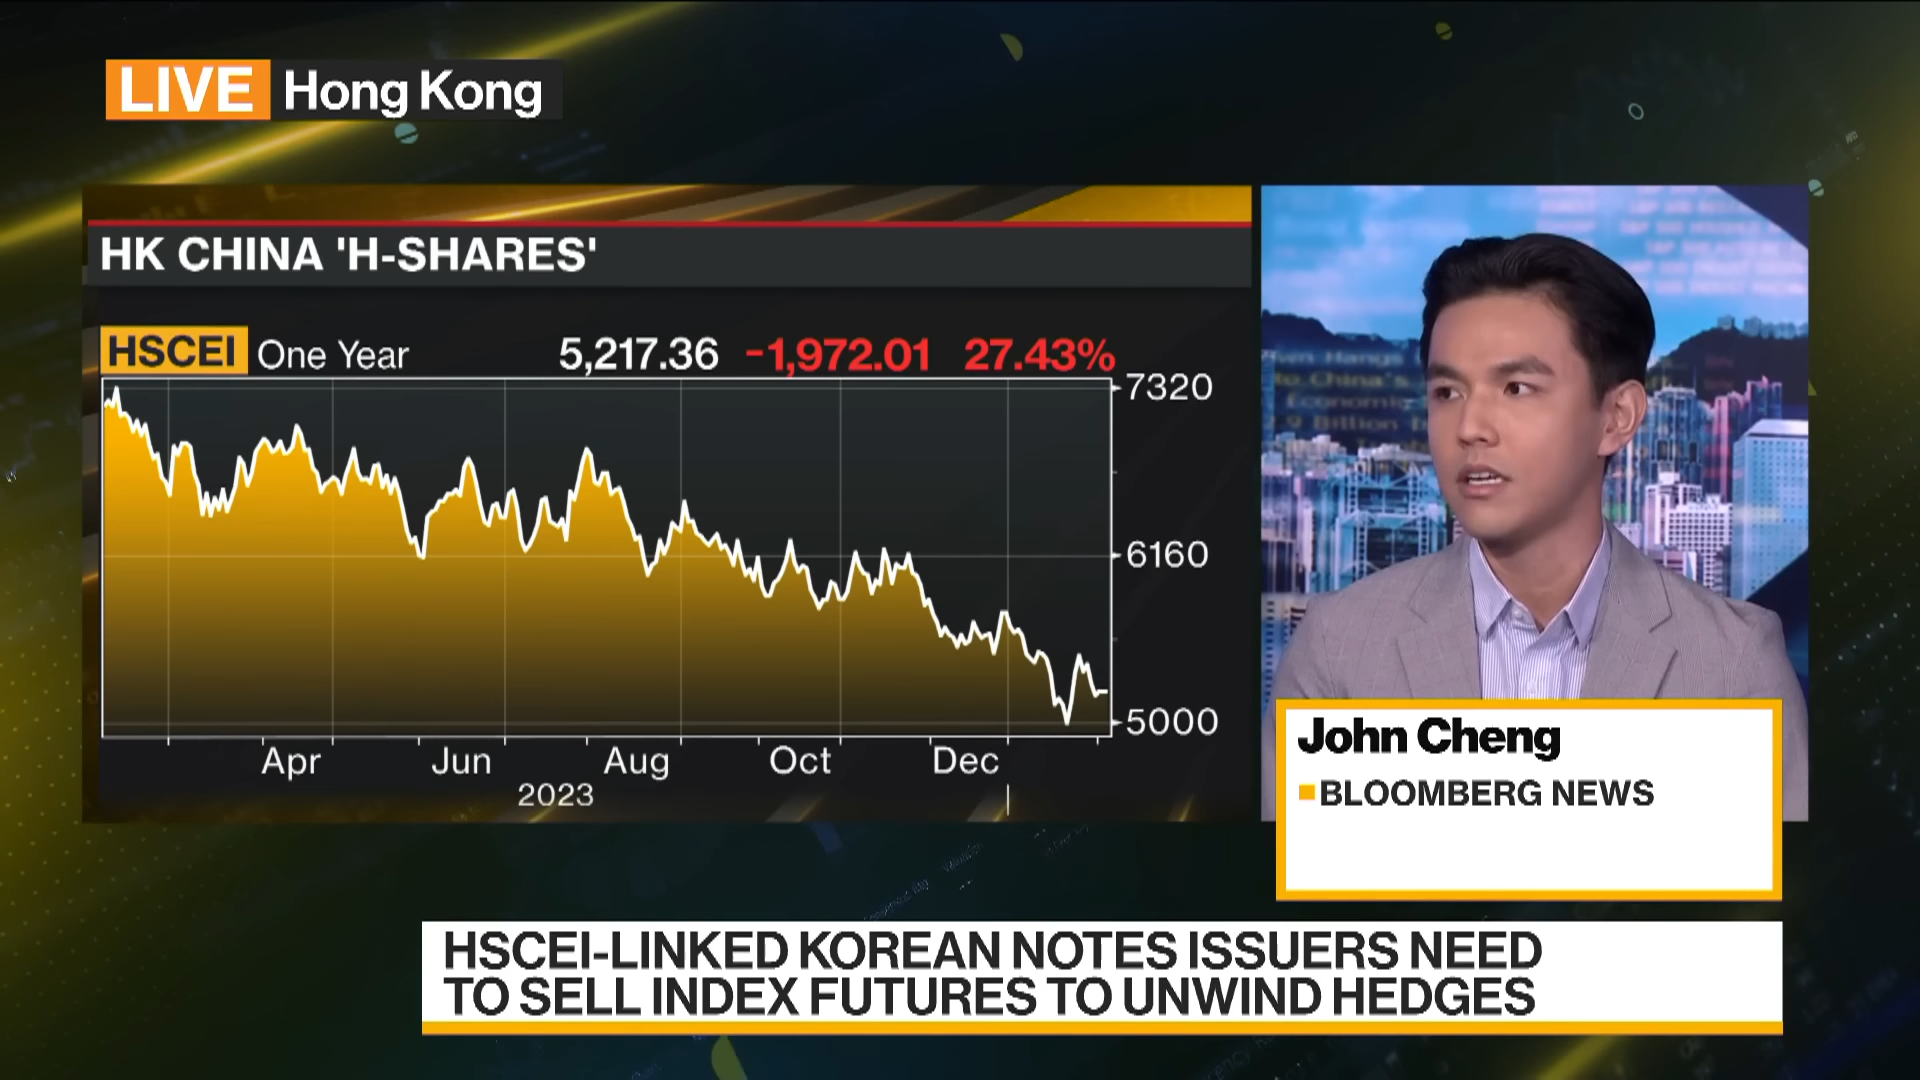 LIVE Hong Kong
HK CHINA 'H-SHARES'
HSCEI One Year 5,217.36 -1,972.01 27.43%
7320
6160
5000
Apr Jun Aug Oct Dec
2023
John Cheng
BLOOMBERG NEWS
HSCEI-LINKED KOREAN NOTES ISSUERS NEED
TO SELL INDEX FUTURES TO UNWIND HEDGES